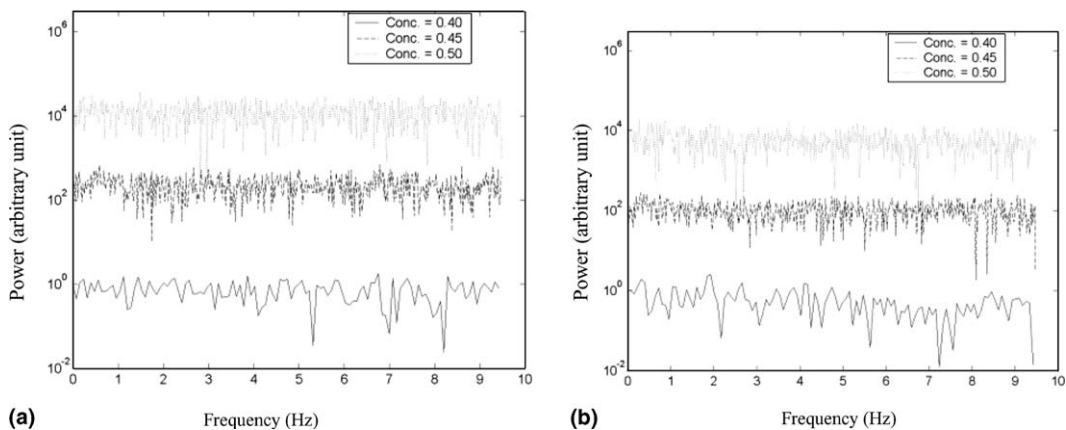 Conc. = 0.40
Conc. = 0.45
Conc. = 0.50
10^6
10^4
10^2
10^0
10^-2
Power (arbitrary unit)
0 1 2 3 4 5 6 7 8 9 10
(a) Frequency (Hz)
Conc. = 0.40
Conc. = 0.45
Conc. = 0.50
10^6
10^4
10^2
10^0
10^-2
Power (arbitrary unit)
0 1 2 3 4 5 6 7 8 9 10
(b) Frequency (Hz)